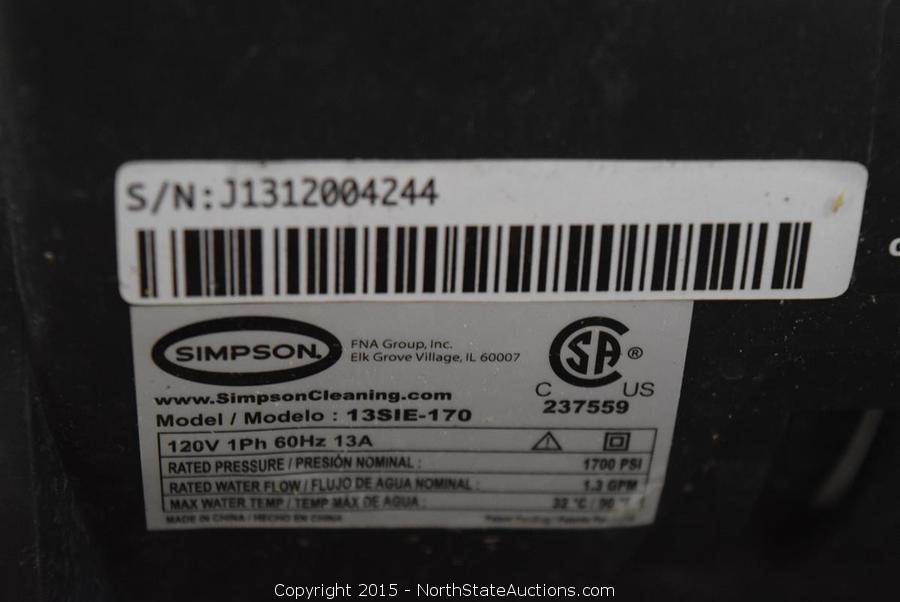 S/N:J1312004244
SIMPSON.
FNA Group, Inc.
Elk Grove Village, IL 60007
SA ®
C US
237559
www.SimpsonCleaning.com
Model / Modelo : 13SIE-170
120V 1Ph 60Hz 13A
RATED PRESSURE / PRESIÓN NOMINAL : 1700 PSI
RATED WATER FLOW / FLUJO DE AGUA NOMINAL : 1.3 GPM
MAX WATER TEMP / TEMP MÁX DE AGUA :
MADE IN CHINA / HECHO EN CHINA
Copyright 2015 - NorthStateAuctions.com